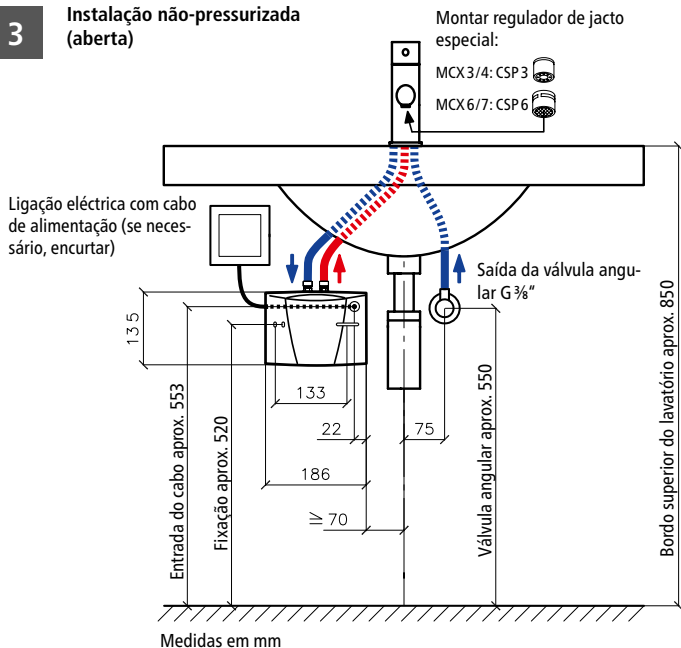 3
Instalação não-pressurizada
(aberta)
Montar regulador de jacto
especial:
MCX 3/4: CSP 3
MCX 6/7: CSP 6
Ligação eléctrica com cabo
de alimentação (se neces-
sário, encurtar)
Saída da válvula angu-
lar G ⅜“
135
133
22
75
186
≧ 70
Entrada do cabo aprox. 553
Fixação aprox. 520
Válvula angular aprox. 550
Bordo superior do lavatório aprox. 850
Medidas em mm